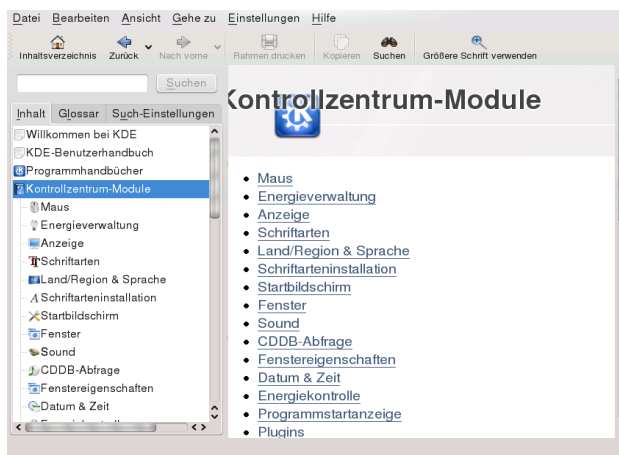 Datei Bearbeiten Ansicht Gehe zu Einstellungen Hilfe
Inhaltsverzeichnis Zurück Nach vorne Rahmen drucken Kopieren Suchen Größere Schrift verwenden
Suchen
Inhalt Glossar Such-Einstellungen
Willkommen bei KDE
KDE-Benutzerhandbuch
Programmhandbücher
Kontrollzentrum-Module
Maus
Energieverwaltung
Anzeige
Schriftarten
Land/Region & Sprache
Schriftarteninstallation
Startbildschirm
Fenster
Sound
CDDB-Abfrage
Fenstereigenschaften
Datum & Zeit
Kontrollzentrum-Module
Maus
Energieverwaltung
Anzeige
Schriftarten
Land/Region & Sprache
Schriftarteninstallation
Startbildschirm
Fenster
Sound
CDDB-Abfrage
Fenstereigenschaften
Datum & Zeit
Energiekontrolle
Programmstartanzeige
Plugins